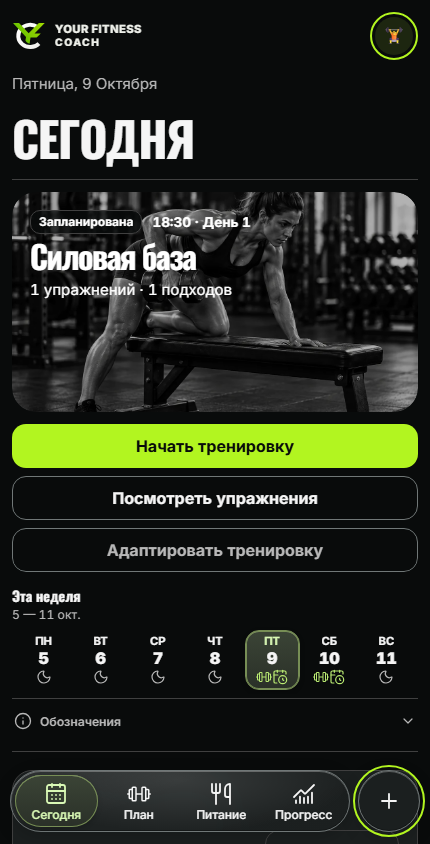 YOUR FITNESS
COACH
Пятница, 9 Октября
СЕГОДНЯ
Запланирована 18:30 · День 1
Силовая база
1 упражнений · 1 подходов
Начать тренировку
Посмотреть упражнения
Адаптировать тренировку
Эта неделя
5 — 11 окт.
ПН ВТ СР ЧТ ПТ СБ ВС
5 6 7 8 9 10 11
Обозначения
Сегодня План Питание Прогресс